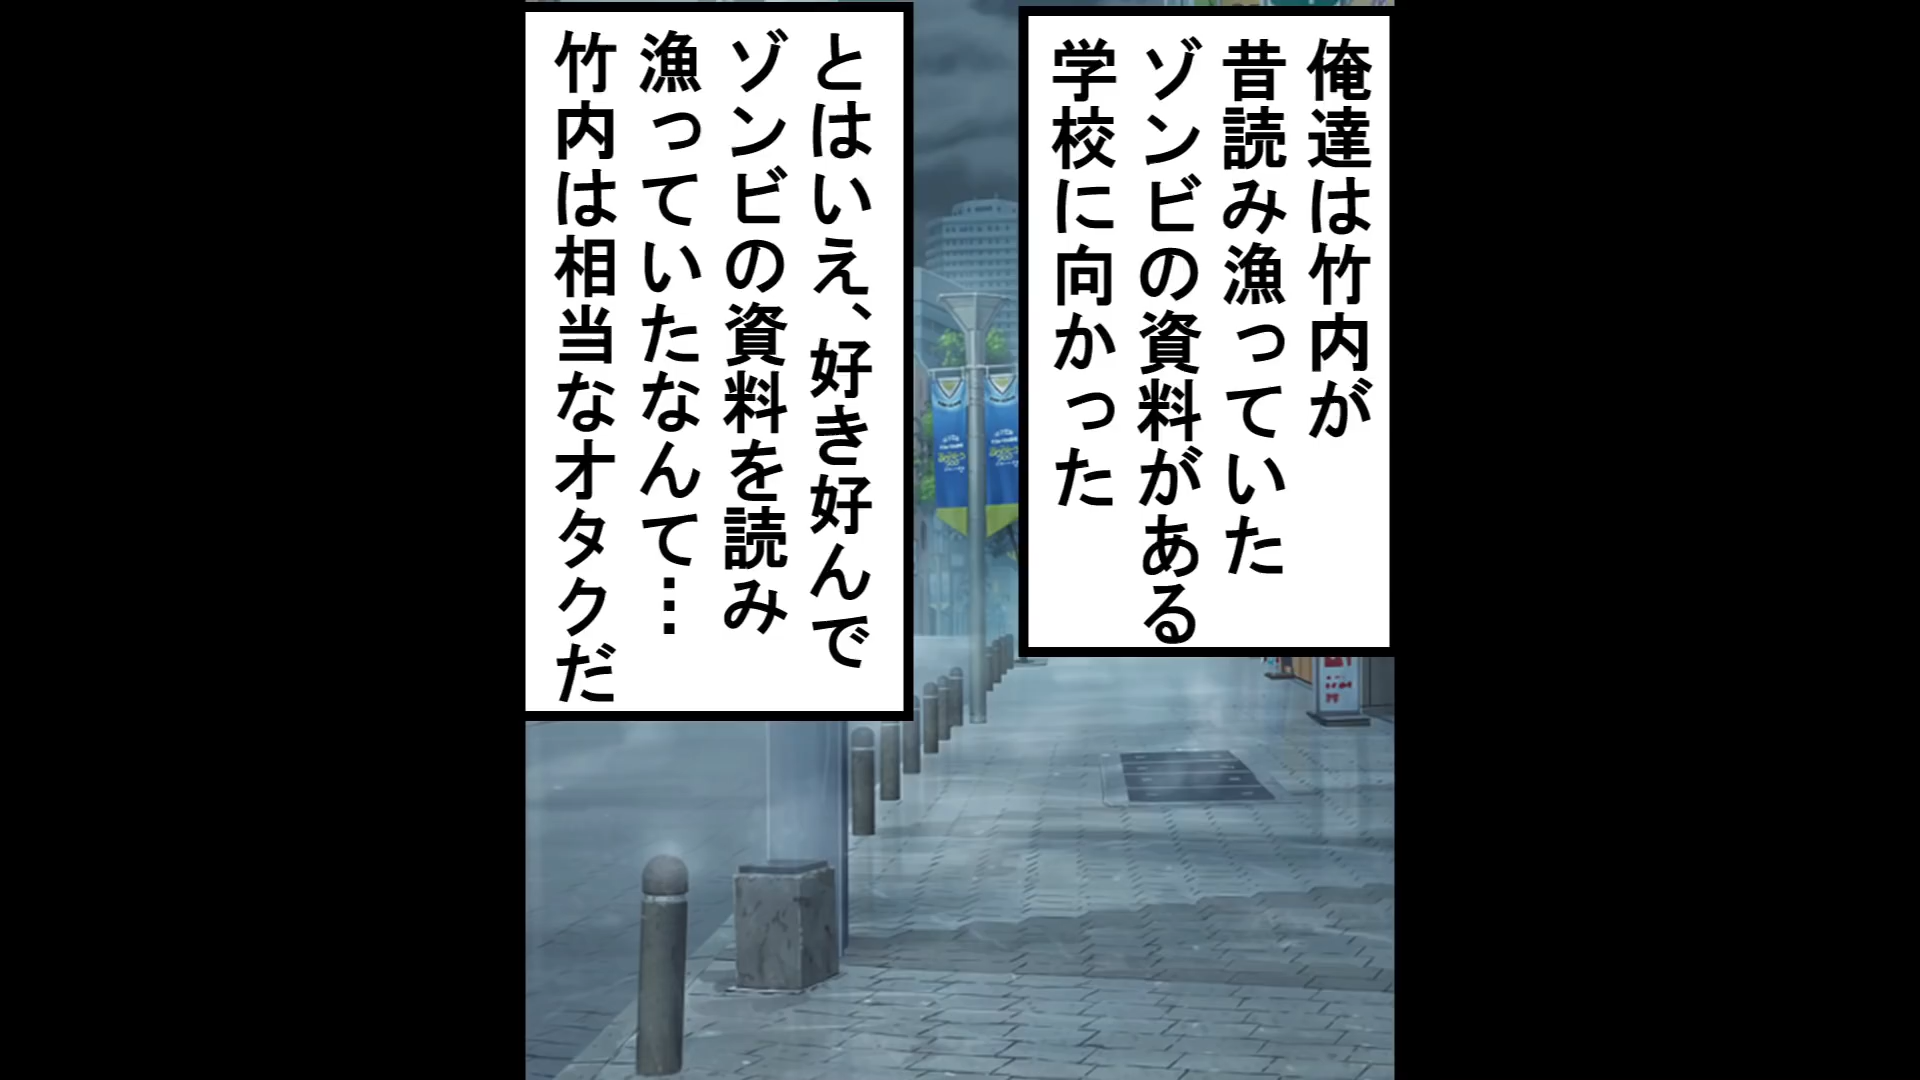 俺達は竹内が
昔読み漁っていた
ゾンビの資料がある
学校に向かった
とはいえ、好き好んで
ゾンビの資料を読み
漁っていたなんて…
竹内は相当なオタクだ